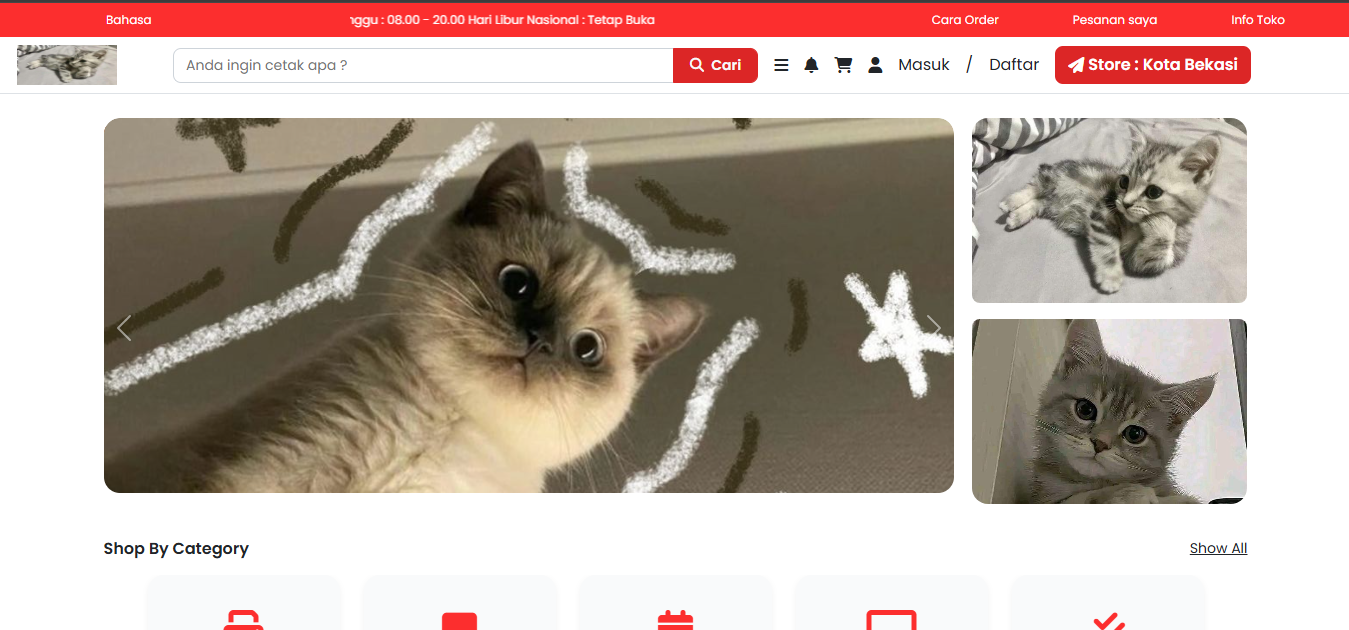 Bahasa
nggu : 08.00 - 20.00 Hari Libur Nasional : Tetap Buka
Cara Order
Pesanan saya
Info Toko
Anda ingin cetak apa ?
Cari
Masuk / Daftar
Store : Kota Bekasi
Shop By Category
Show All